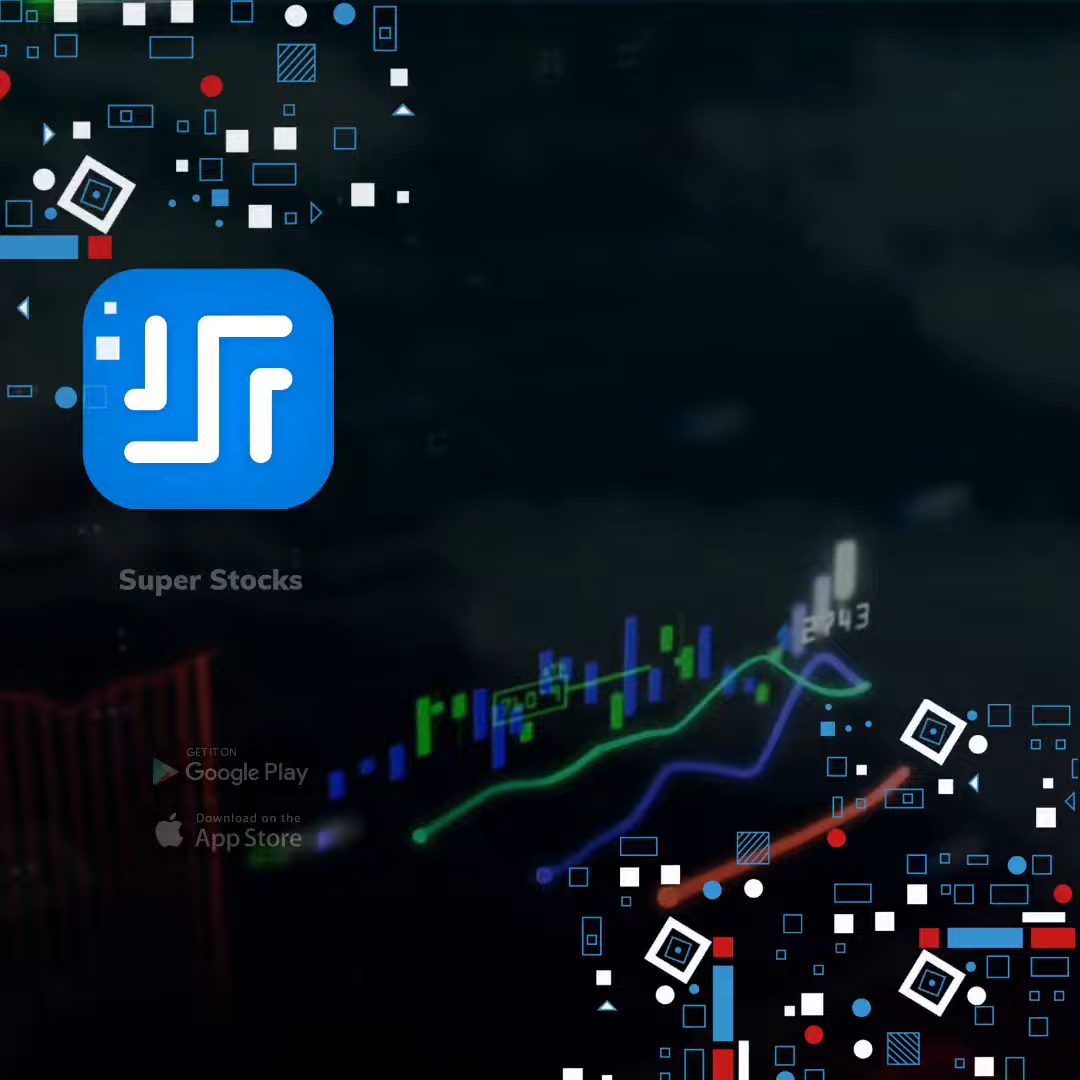 Super Stocks
GET IT ON
Google Play
Download on the
App Store